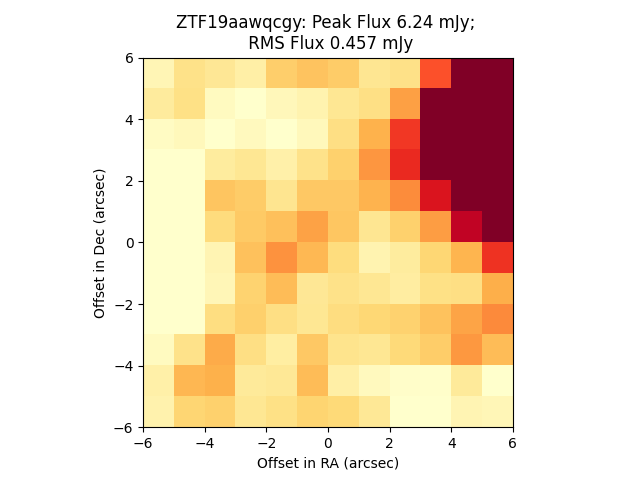 ZTF19aawqcgy: Peak Flux 6.24 mJy;
RMS Flux 0.457 mJy
6
4
2
0
−2
−4
−6
Offset in Dec (arcsec)
−6 −4 −2 0 2 4 6
Offset in RA (arcsec)